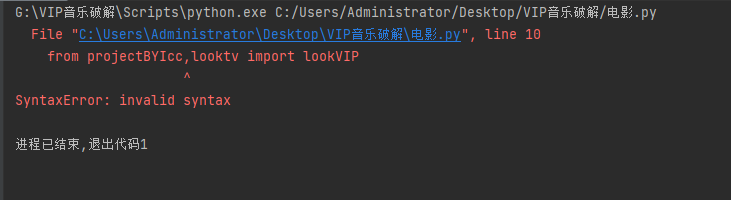 G:\VIP音乐破解\Scripts\python.exe C:/Users/Administrator/Desktop/VIP音乐破解/电影.py
File "C:\Users\Administrator\Desktop\VIP音乐破解\电影.py", line 10
from projectBYIcc,looktv import lookVIP
^
SyntaxError: invalid syntax
进程已结束,退出代码1